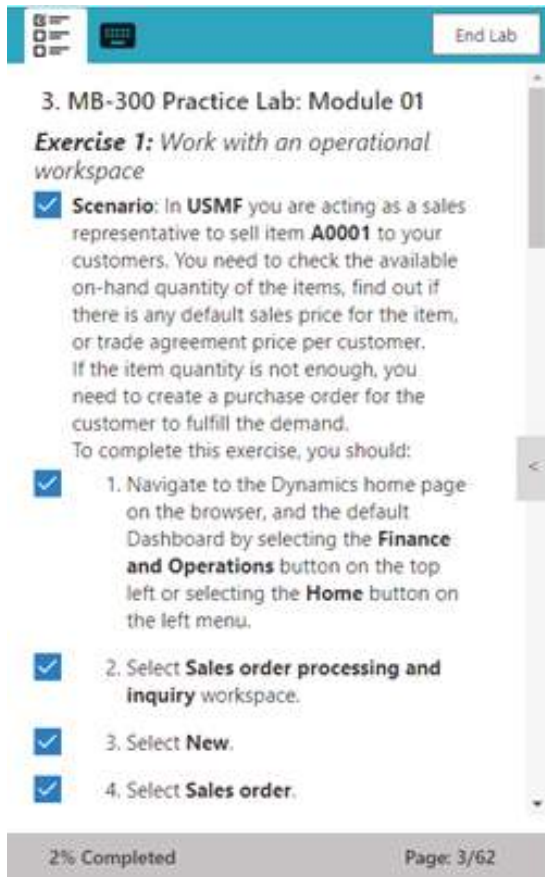 End Lab
3. MB-300 Practice Lab: Module 01
Exercise 1: Work with an operational
workspace
Scenario: In USMF you are acting as a sales
representative to sell item A0001 to your
customers. You need to check the available
on-hand quantity of the items, find out if
there is any default sales price for the item,
or trade agreement price per customer.
If the item quantity is not enough, you
need to create a purchase order for the
customer to fulfill the demand.
To complete this exercise, you should:
1. Navigate to the Dynamics home page
on the browser, and the default
Dashboard by selecting the Finance
and Operations button on the top
left or selecting the Home button on
the left menu.
2. Select Sales order processing and
inquiry workspace.
3. Select New.
4. Select Sales order.
2% Completed Page: 3/62